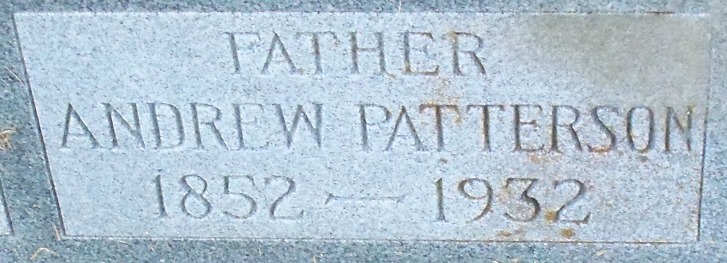 FATHER
ANDREW PATTERSON
1852 — 1932